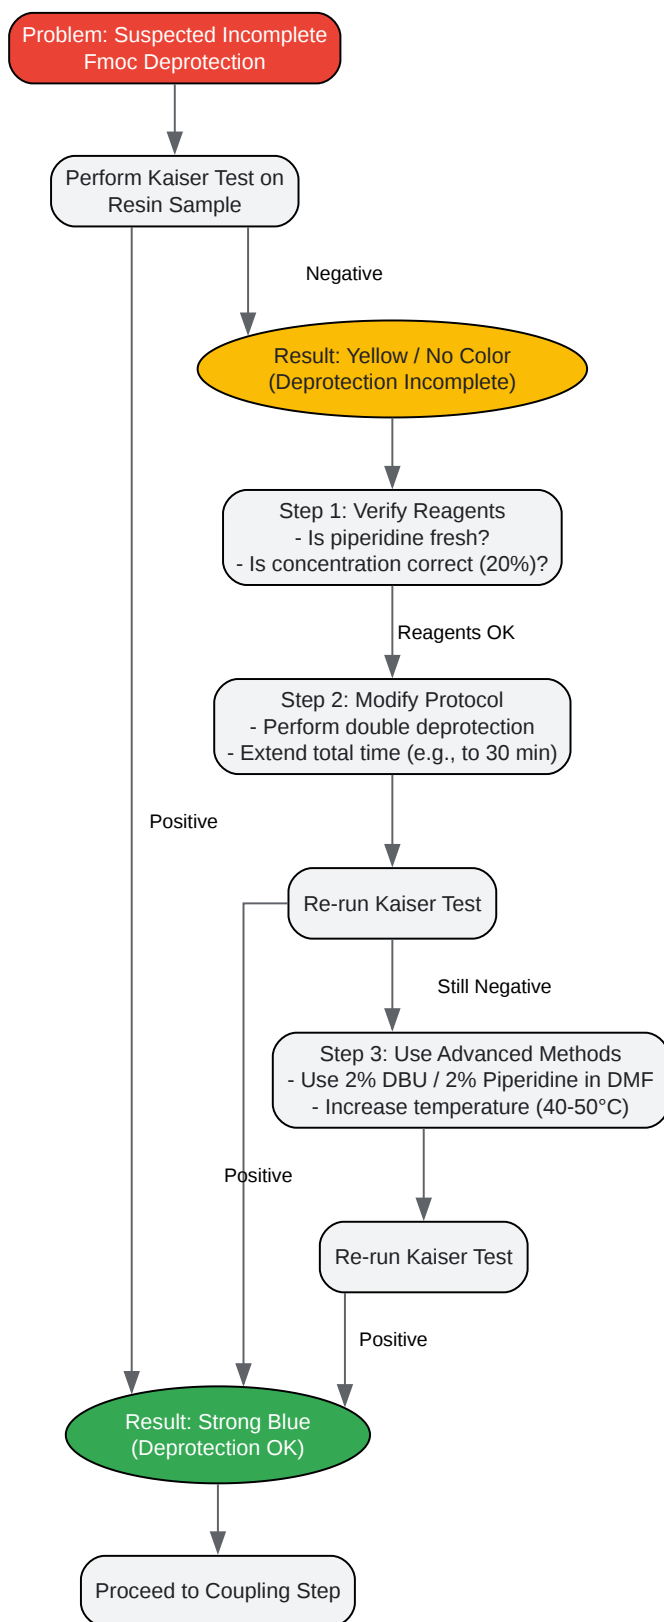 Problem: Suspected Incomplete
Fmoc Deprotection
Perform Kaiser Test on
Resin Sample
Negative
Result: Yellow / No Color
(Deprotection Incomplete)
Step 1: Verify Reagents
- Is piperidine fresh?
- Is concentration correct (20%)?
Reagents OK
Step 2: Modify Protocol
- Perform double deprotection
- Extend total time (e.g., to 30 min)
Positive
Re-run Kaiser Test
Still Negative
Step 3: Use Advanced Methods
- Use 2% DBU / 2% Piperidine in DMF
- Increase temperature (40-50°C)
Positive
Re-run Kaiser Test
Positive
Result: Strong Blue
(Deprotection OK)
Proceed to Coupling Step